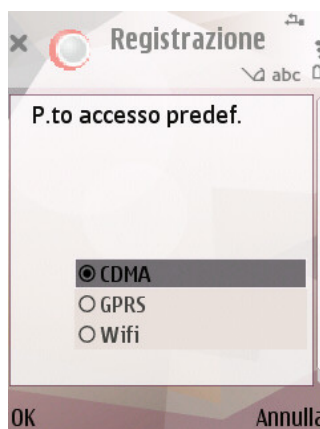 Registrazione
abc
P.to accesso predef.
CDMA
GPRS
Wifi
OK Annulla